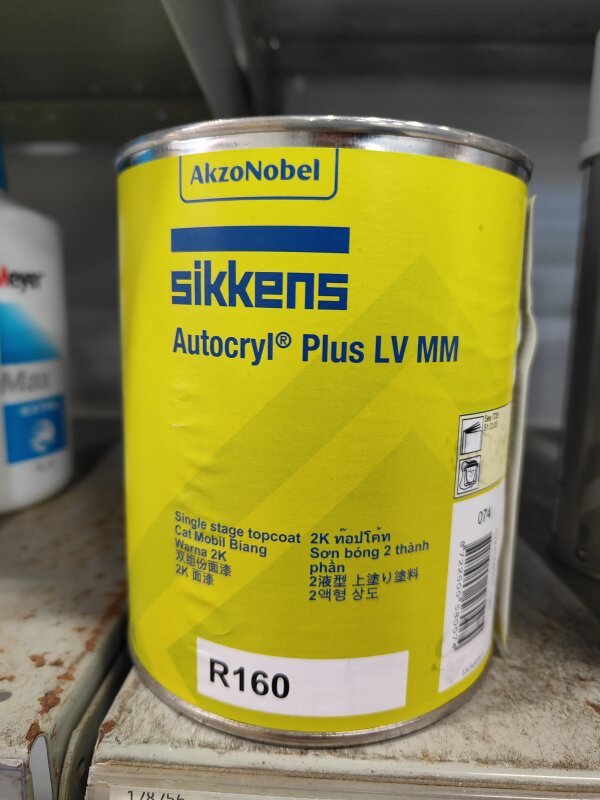 AkzoNobel
sikkens
Autocryl® Plus LV MM
Single stage topcoat
Cat Mobil Biang
Warna 2K
双组份面漆
2K 面漆
2K ท๊อปโค้ท
Sơn bóng 2 thành
phần
2液型 上塗り塗料
2액형 상도
R160
074
Meyer
Max